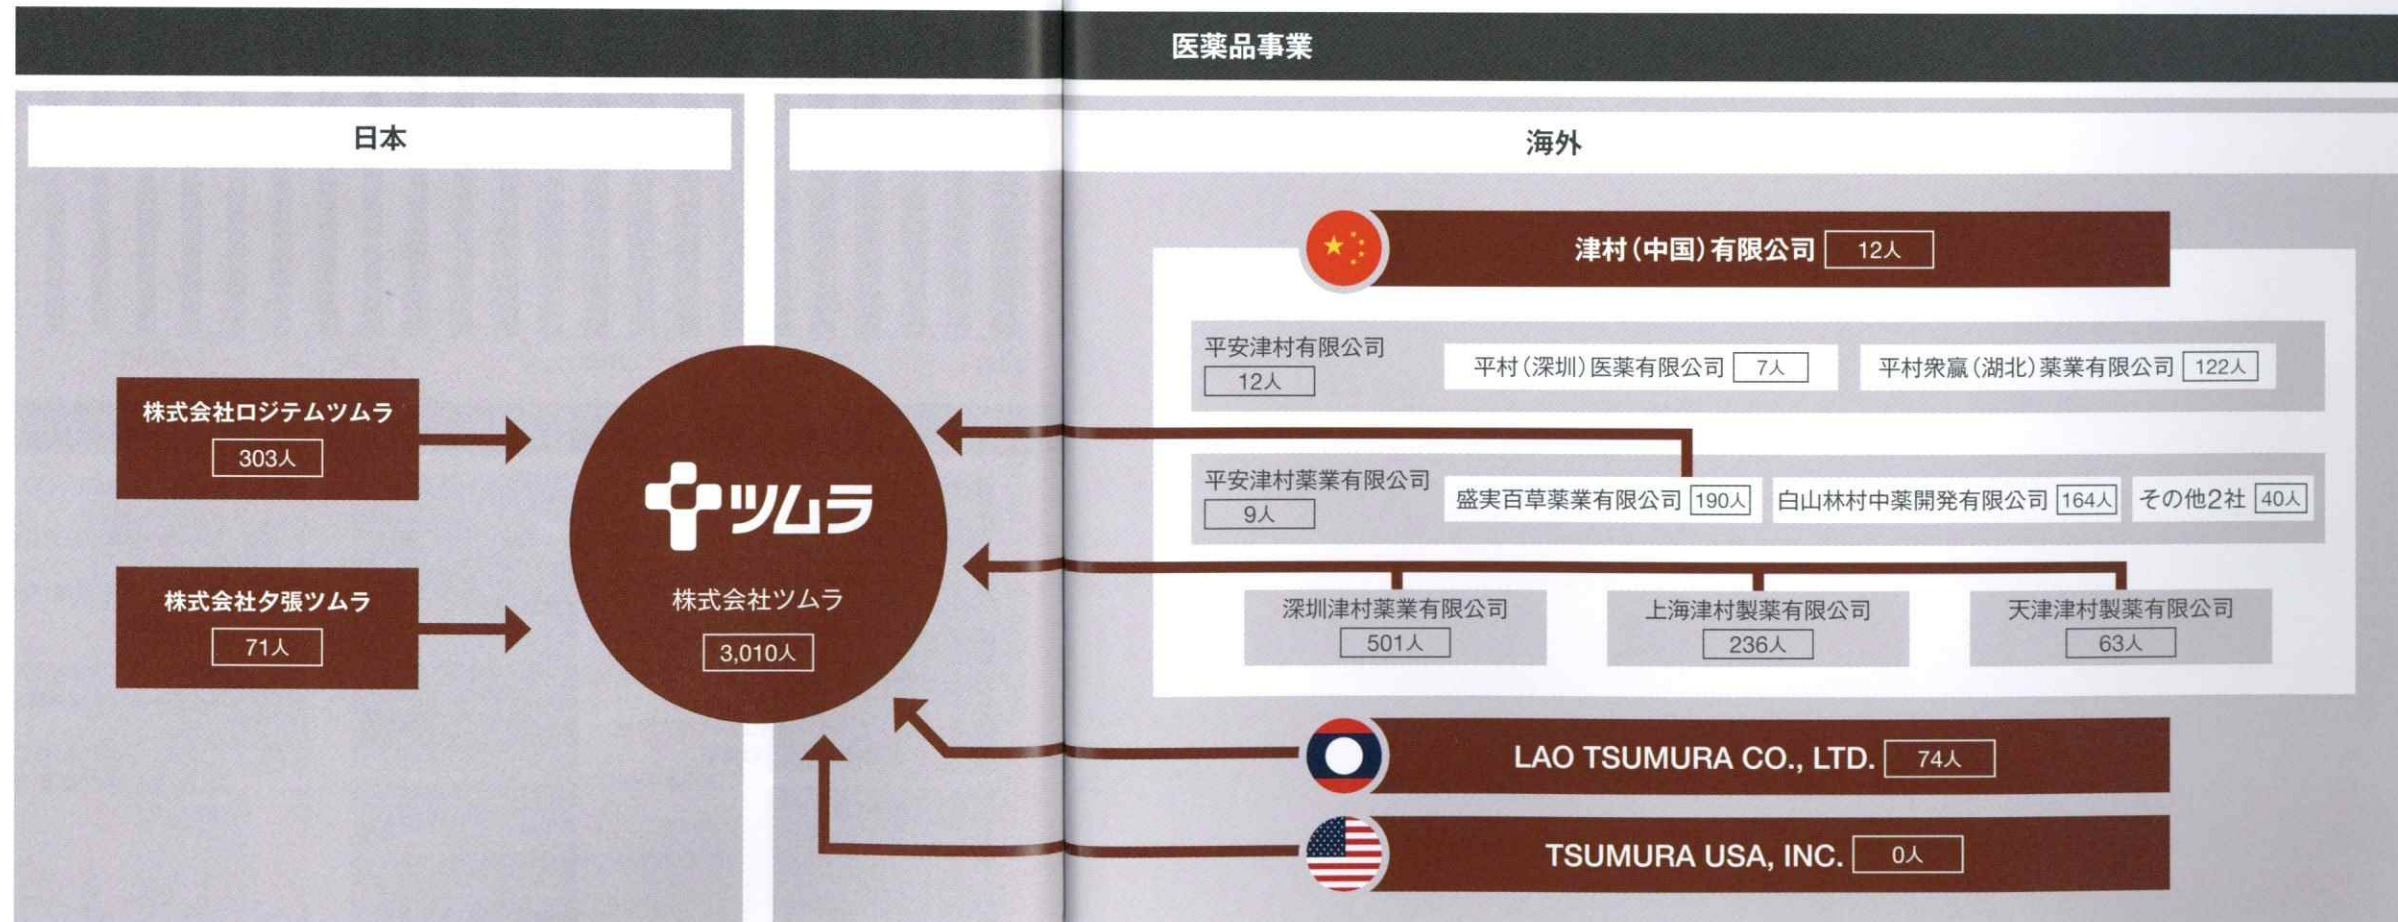 医薬品事業
日本
海外
株式会社ロジテムツムラ
303人
株式会社夕張ツムラ
71人
ツムラ
株式会社ツムラ
3,010人
津村(中国)有限公司 12人
平安津村有限公司
12人
平村(深圳)医薬有限公司 7人
平村衆贏(湖北)薬業有限公司 122人
平安津村薬業有限公司
9人
盛実百草薬業有限公司 190人
白山林村中薬開発有限公司 164人
その他2社 40人
深圳津村薬業有限公司
501人
上海津村製薬有限公司
236人
天津津村製薬有限公司
63人
LAO TSUMURA CO., LTD. 74人
TSUMURA USA, INC. 0人